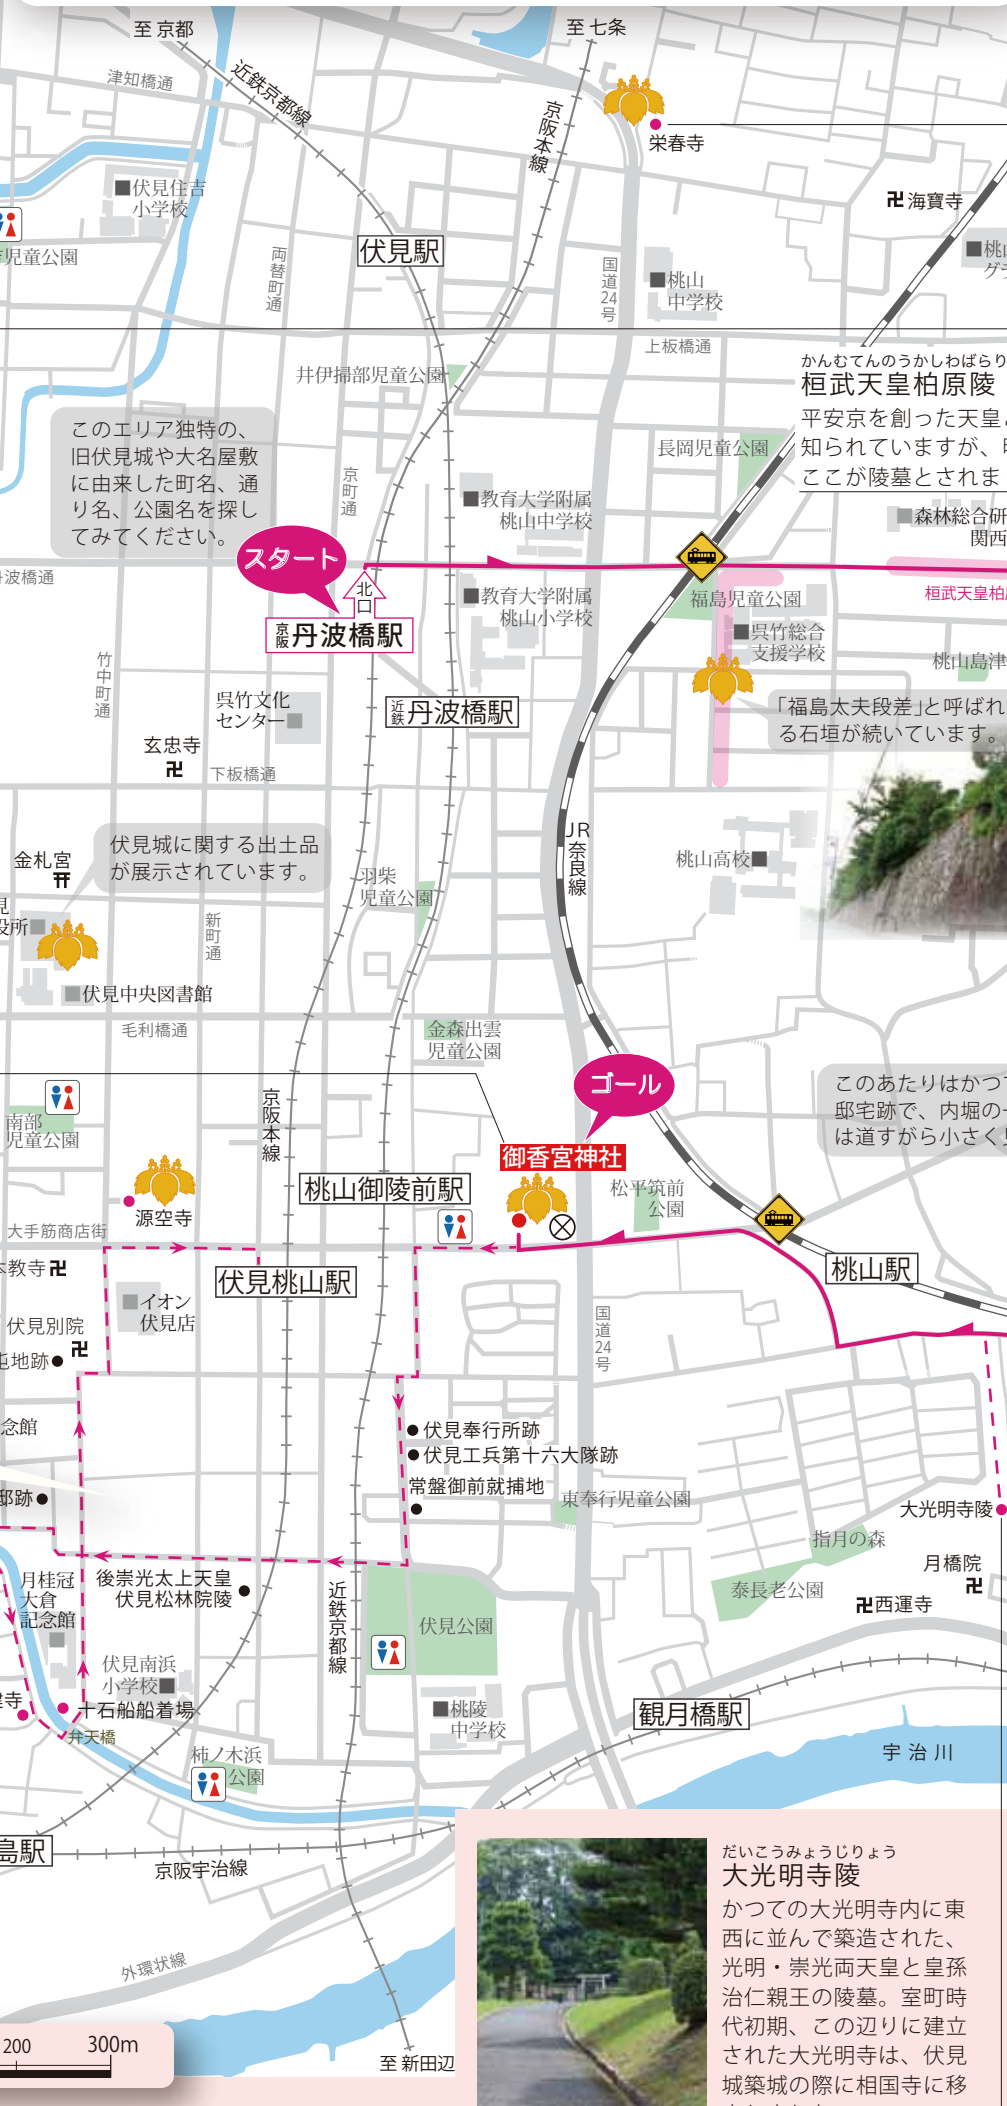 至 京都
至 七条
津知橋通
近鉄京都線
京阪本線
栄春寺
伏見住吉
小学校
海寶寺
児童公園
両替町通
伏見駅
国道24号
桃山
中学校
上板橋通
かんむてんのうかしわばらり
桓武天皇柏原陵
平安京を創った天皇
知られていますが、
ここが陵墓とされま
井伊掃部児童公園
長岡児童公園
このエリア独特の、
旧伏見城や大名屋敷
に由来した町名、通
り名、公園名を探し
てみてください。
京町通
教育大学附属
桃山中学校
森林総合研
関西
スタート
波橋通
北口
京阪 丹波橋駅
教育大学附属
桃山小学校
福島児童公園
桓武天皇柏
呉竹総合
支援学校
桃山島津
竹中町通
呉竹文化
センター
近鉄 丹波橋駅
「福島太夫段差」と呼ばれ
る石垣が続いています。
玄忠寺
下板橋通
JR奈良線
桃山高校
伏見城に関する出土品
が展示されています。
金札宮
羽柴
児童公園
見
役所
新町通
伏見中央図書館
毛利橋通
金森出雲
児童公園
ゴール
このあたりはかつ
邸宅跡で、内堀の
は道すがら小さく
南部
児童公園
京阪本線
御香宮神社
桃山御陵前駅
松平筑前
公園
源空寺
大手筋商店街
教寺
伏見桃山駅
桃山駅
イオン
伏見店
伏見別院
屯地跡
国道24号
念館
伏見奉行所跡
伏見工兵第十六大隊跡
常盤御前就捕地
東奉行児童公園
邸跡
大光明寺陵
指月の森
月橋院
泰長老公園
西運寺
月桂冠
大倉
記念館
後崇光太上天皇
伏見松林院陵
近鉄京都線
伏見公園
伏見南浜
小学校
寺
十石船船着場
弁天橋
桃陵
中学校
観月橋駅
宇治川
柿ノ木浜
公園
島駅
京阪宇治線
外環状線
だいこうみょうじりょう
大光明寺陵
かつての大光明寺内に東
西に並んで築造された、
光明・崇光両天皇と皇孫
治仁親王の陵墓。室町時
代初期、この辺りに建立
された大光明寺は、伏見
城築城の際に相国寺に移
200
300m
至 新田辺